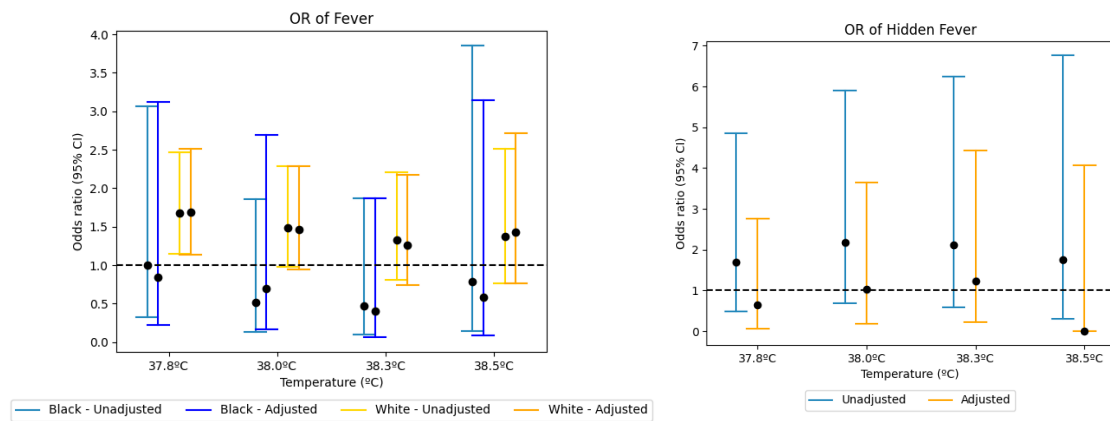 OR of Fever
Odds ratio (95% CI)
4.0
3.5
3.0
2.5
2.0
1.5
1.0
0.5
0.0
37.8ºC 38.0ºC 38.3ºC 38.5ºC
Temperature (ºC)
Black - Unadjusted Black - Adjusted White - Unadjusted White - Adjusted
OR of Hidden Fever
Odds ratio (95% CI)
7
6
5
4
3
2
1
0
37.8ºC 38.0ºC 38.3ºC 38.5ºC
Temperature (ºC)
Unadjusted Adjusted